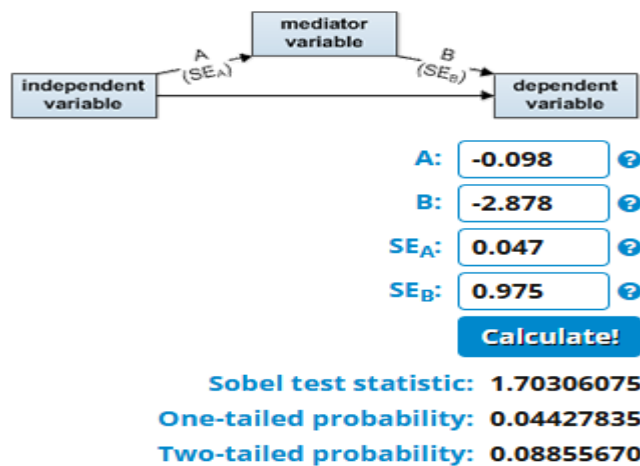 mediator
variable
A
(SEA)
B
(SEB)
independent
variable
dependent
variable
A: -0.098 ?
B: -2.878 ?
SEA: 0.047 ?
SEB: 0.975 ?
Calculate!
Sobel test statistic: 1.70306075
One-tailed probability: 0.04427835
Two-tailed probability: 0.08855670